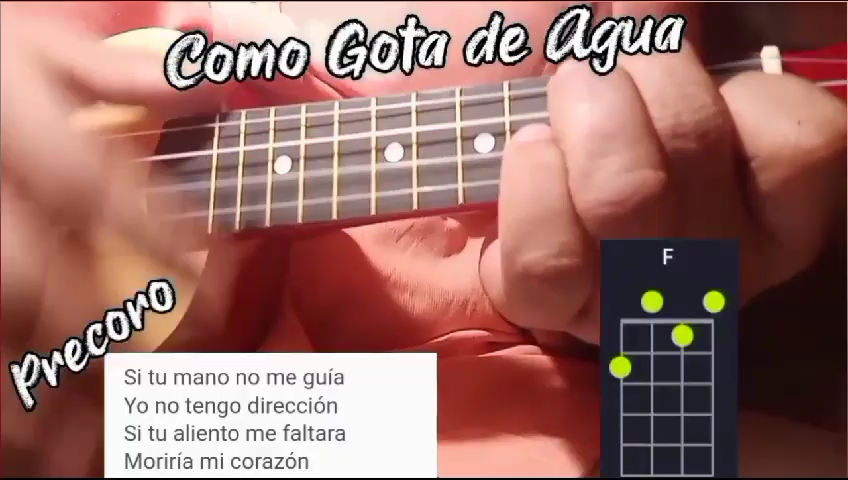 Como Gota de Agua
F
Precoro
Si tu mano no me guía
Yo no tengo dirección
Si tu aliento me faltara
Moriría mi corazón